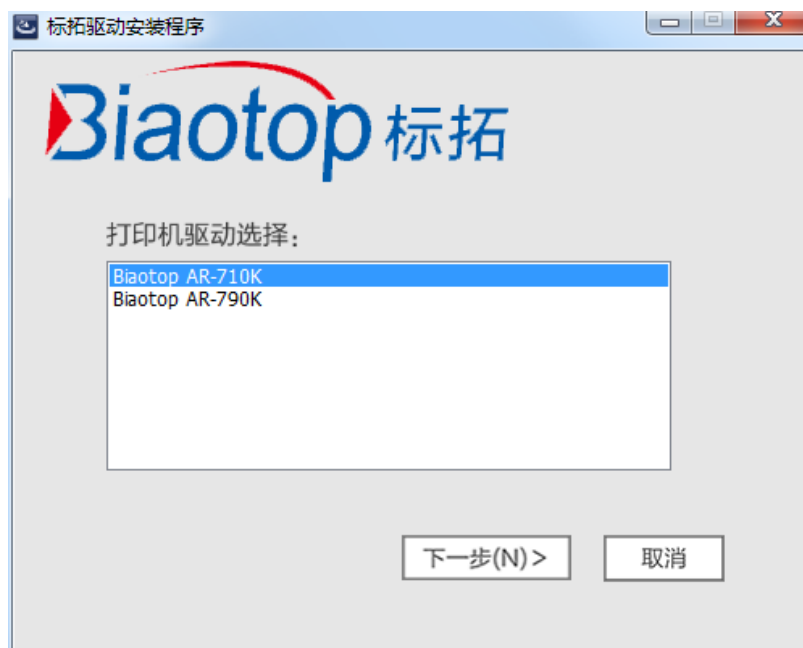 标拓驱动安装程序
Biaotop 标拓
打印机驱动选择:
Biaotop AR-710K
Biaotop AR-790K
下一步(N)>
取消